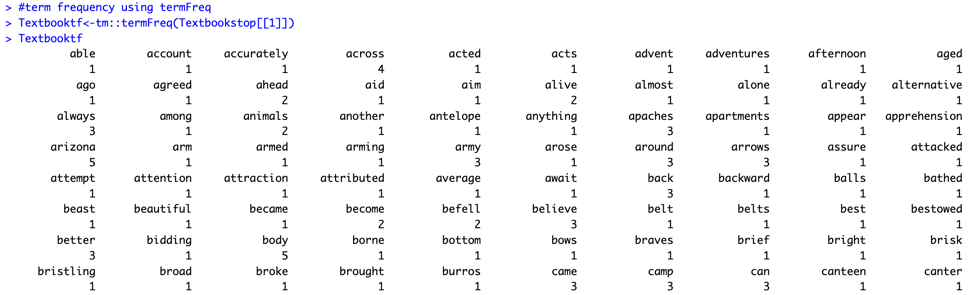 > #term frequency using termFreq
> Textbooktf<-tm::termFreq(Textbookstop[[1]])
> Textbooktf
able account accurately across acted acts advent adventures afternoon aged
1 1 1 4 1 1 1 1 1 1
ago agreed ahead aid aim alive almost alone already alternative
1 1 2 1 1 2 1 1 1 1
always among animals another antelope anything apaches apartments appear apprehension
3 1 2 1 1 1 3 1 1 1
arizona arm armed arming army arose around arrows assure attacked
5 1 1 1 3 1 3 3 1 1
attempt attention attraction attributed average await back backward balls bathed
1 1 1 1 1 1 3 1 1 1
beast beautiful became become befell believe belt belts best bestowed
1 1 1 2 2 3 1 1 1 1
better bidding body borne bottom bows braves brief bright brisk
3 1 5 1 1 1 1 1 1 1
bristling broad broke brought burros came camp can canteen canter
1 1 1 1 1 3 3 3 1 1